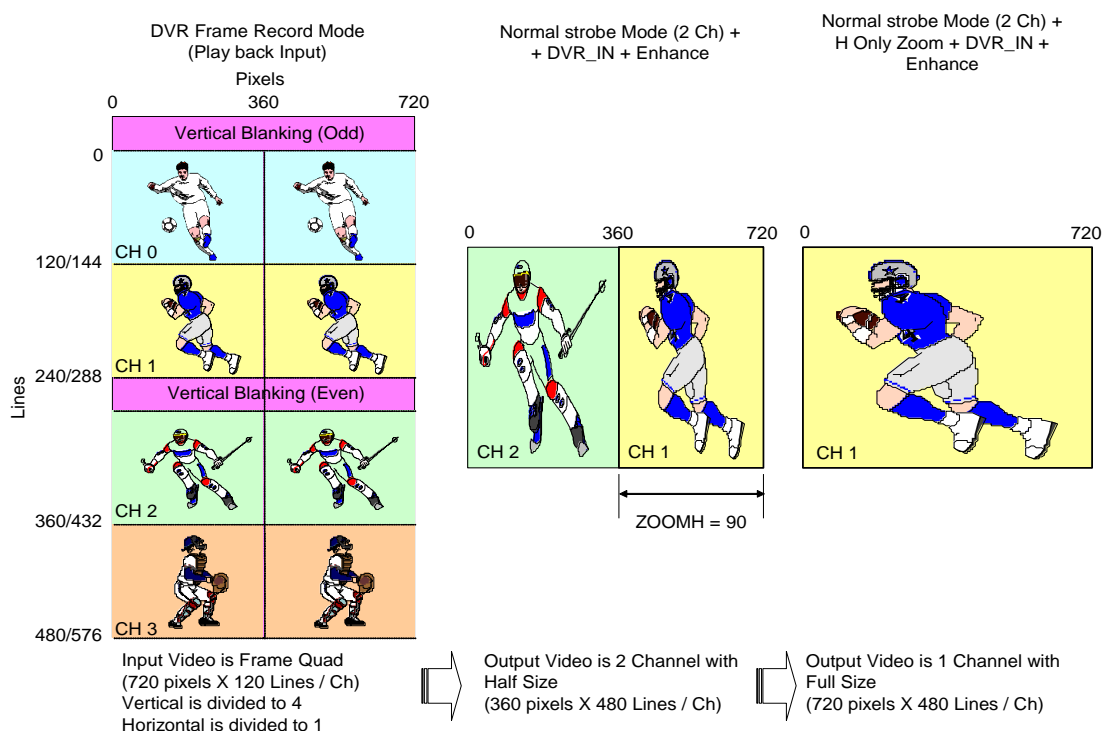 DVR Frame Record Mode
(Play back Input)
Pixels
0 360 720
Vertical Blanking (Odd)
0
CH 0
120/144
CH 1
240/288
Lines
Vertical Blanking (Even)
CH 2
360/432
CH 3
480/576
Input Video is Frame Quad
(720 pixels X 120 Lines / Ch)
Vertical is divided to 4
Horizontal is divided to 1
Normal strobe Mode (2 Ch) +
+ DVR_IN + Enhance
0 360 720
CH 2
CH 1
ZOOMH = 90
Output Video is 2 Channel with
Half Size
(360 pixels X 480 Lines / Ch)
Normal strobe Mode (2 Ch) +
H Only Zoom + DVR_IN +
Enhance
0 720
CH 1
Output Video is 1 Channel with
Full Size
(720 pixels X 480 Lines / Ch)